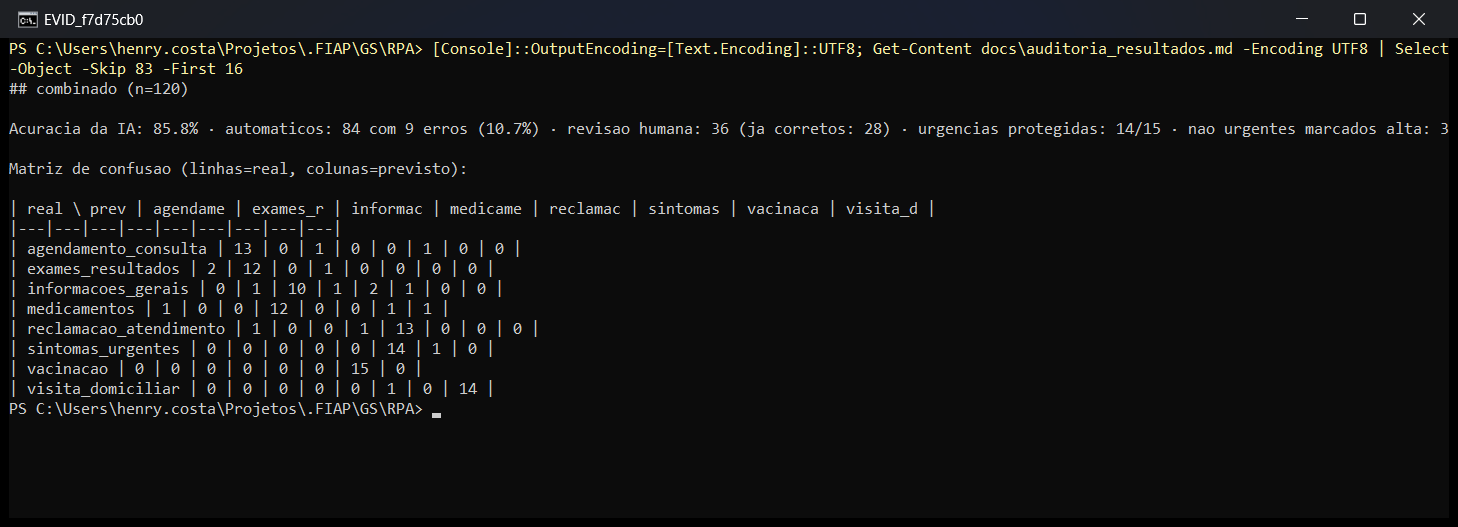 EVID_f7d75cb0
PS C:\Users\henry.costa\Projetos\.FIAP\GS\RPA> [Console]::OutputEncoding=[Text.Encoding]::UTF8; Get-Content docs\auditoria_resultados.md -Encoding UTF8 | Select
-Object -Skip 83 -First 16
## combinado (n=120)
Acuracia da IA: 85.8% · automaticos: 84 com 9 erros (10.7%) · revisao humana: 36 (ja corretos: 28) · urgencias protegidas: 14/15 · nao urgentes marcados alta: 3
Matriz de confusao (linhas=real, colunas=previsto):
| real \ prev | agendame | exames_r | informac | medicame | reclamac | sintomas | vacinaca | visita_d |
|---|---|---|---|---|---|---|---|---|
| agendamento_consulta | 13 | 0 | 1 | 0 | 0 | 1 | 0 | 0 |
| exames_resultados | 2 | 12 | 0 | 1 | 0 | 0 | 0 | 0 |
| informacoes_gerais | 0 | 1 | 10 | 1 | 2 | 1 | 0 | 0 |
| medicamentos | 1 | 0 | 0 | 12 | 0 | 0 | 1 | 1 |
| reclamacao_atendimento | 1 | 0 | 0 | 1 | 13 | 0 | 0 | 0 |
| sintomas_urgentes | 0 | 0 | 0 | 0 | 0 | 14 | 1 | 0 |
| vacinacao | 0 | 0 | 0 | 0 | 0 | 0 | 15 | 0 |
| visita_domiciliar | 0 | 0 | 0 | 0 | 0 | 1 | 0 | 14 |
PS C:\Users\henry.costa\Projetos\.FIAP\GS\RPA>